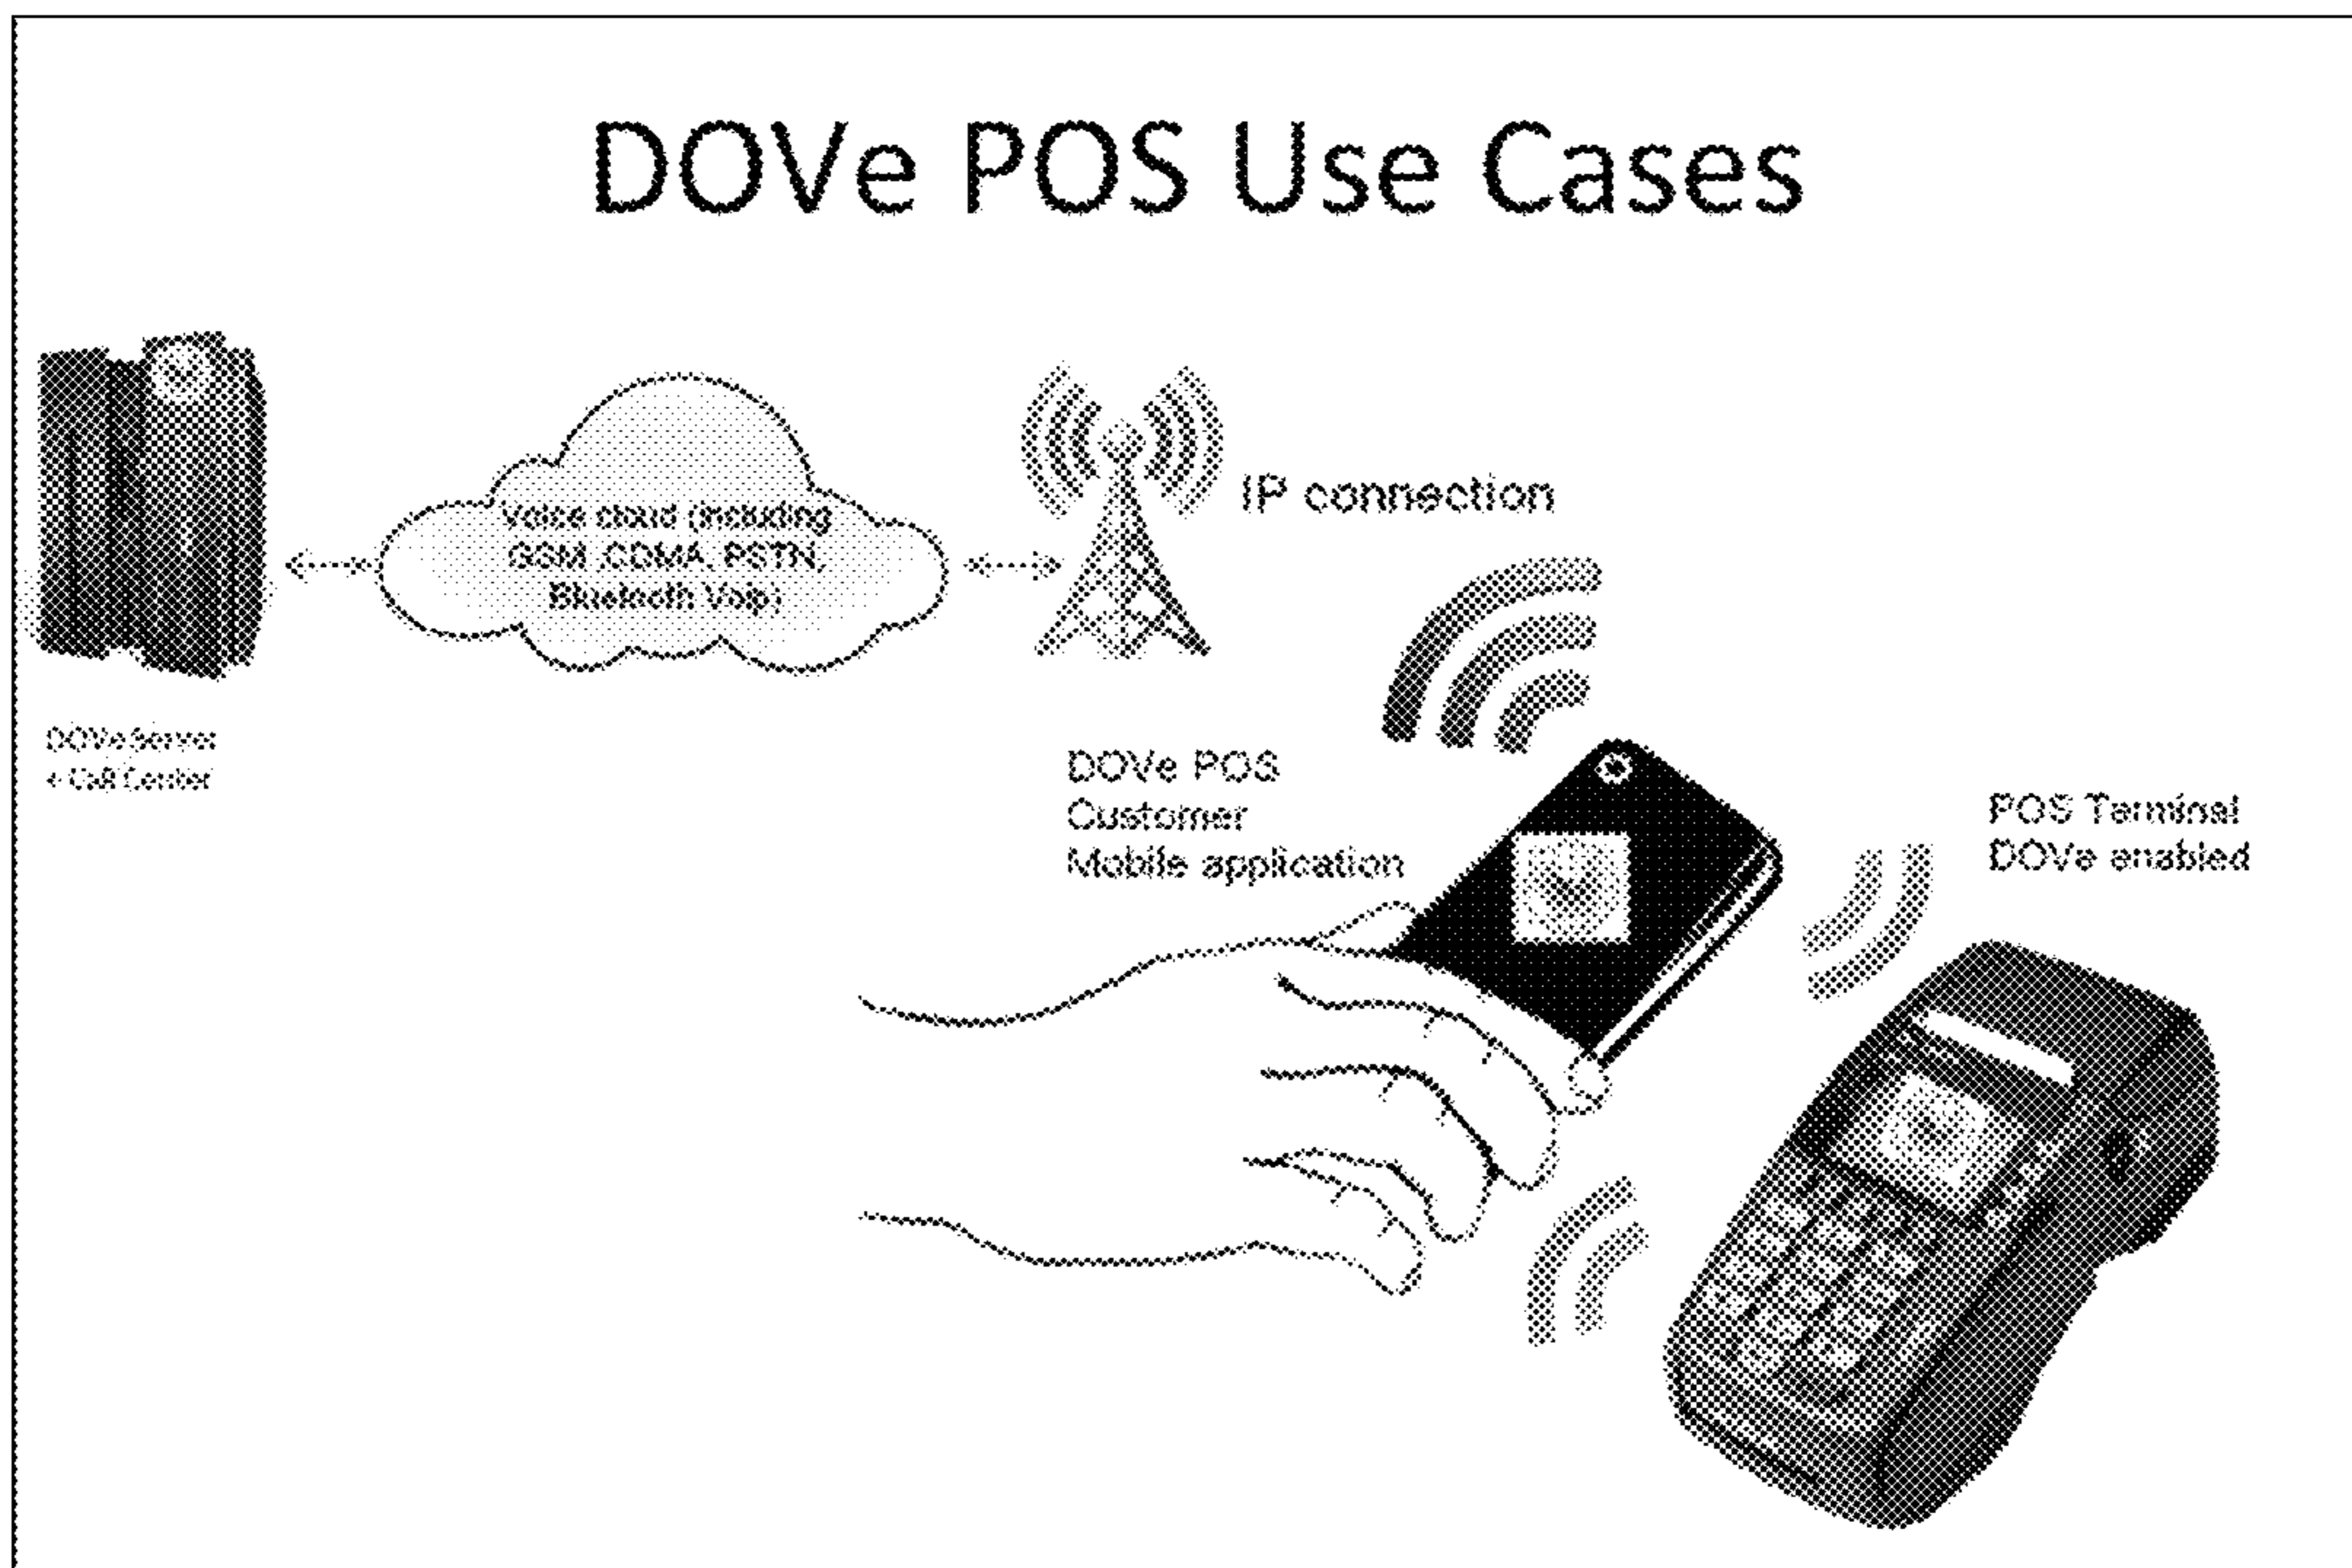 DOVe POS Use Cases
Voice cloud (including
GSM ,CDMA, PSTN,
Bluetooth Voip)
IP connection
DOVe Server
+ Call Center
DOVe POS
Customer
Mobile application
POS Terminal
DOVe enabled